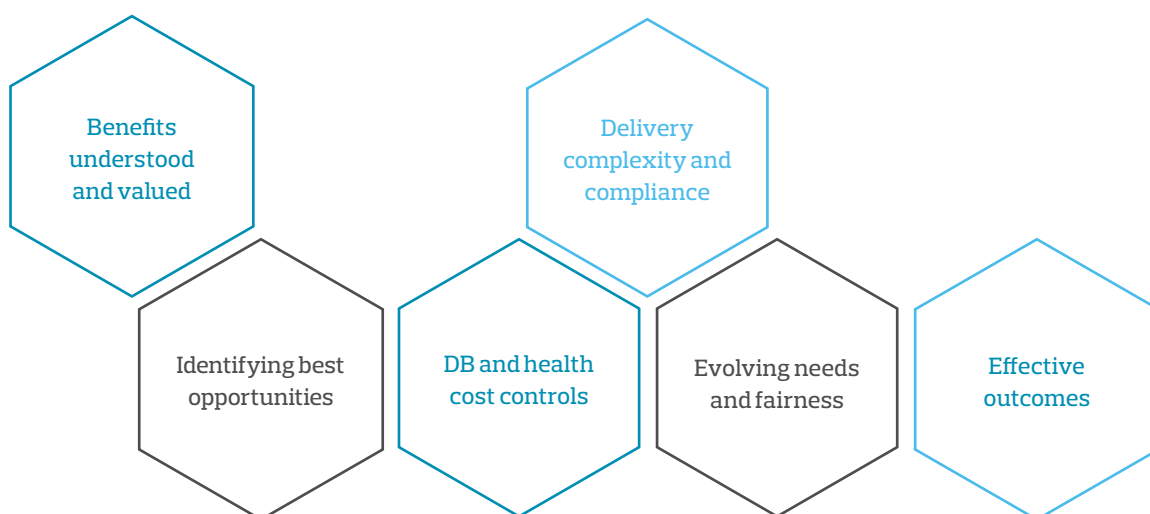 Benefits
understood
and valued
Delivery
complexity and
compliance
Identifying best
opportunities
DB and health
cost controls
Evolving needs
and fairness
Effective
outcomes